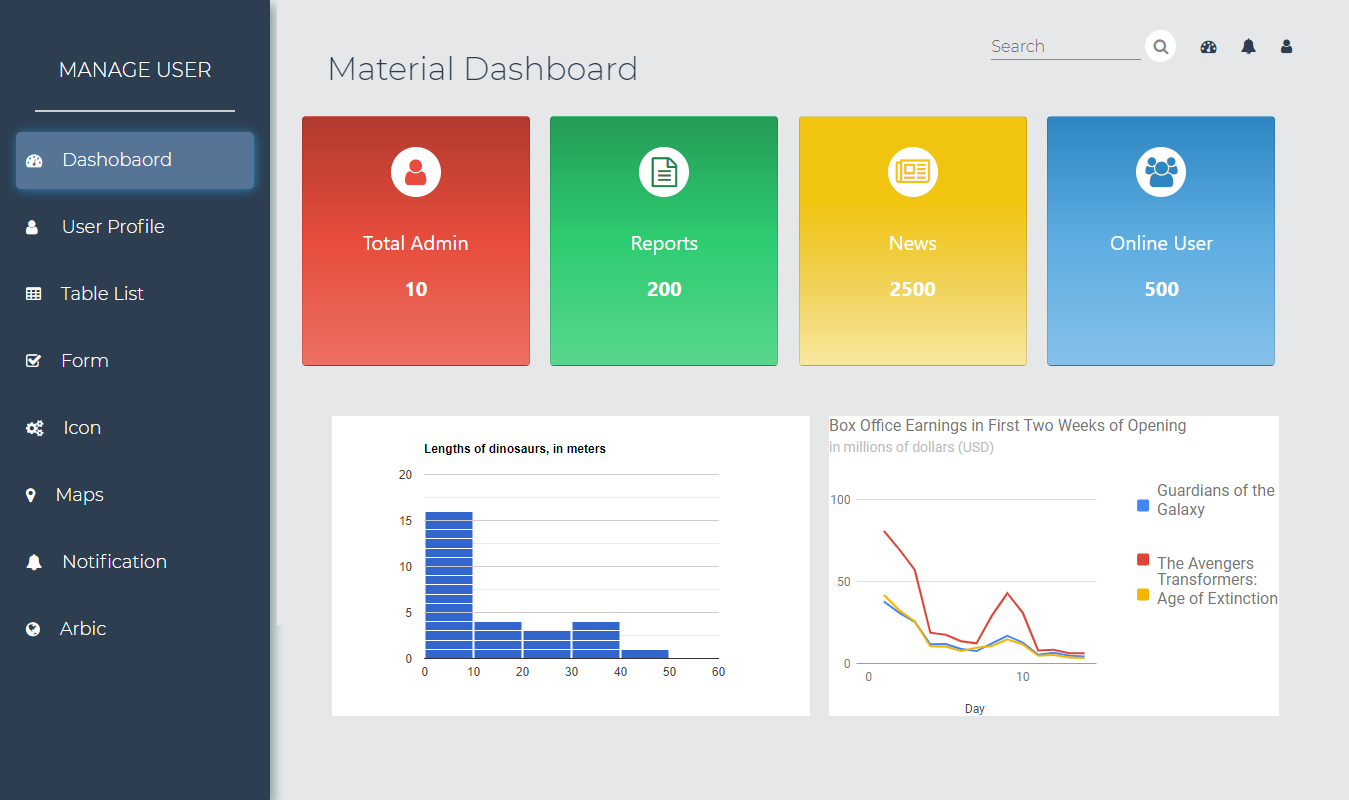 MANAGE USER
Dashobaord
User Profile
Table List
Form
Icon
Maps
Notification
Arbic
Search
Material Dashboard
Total Admin
10
Reports
200
News
2500
Online User
500
Lengths of dinosaurs, in meters
20
15
10
5
0
0 10 20 30 40 50 60
Box Office Earnings in First Two Weeks of Opening
in millions of dollars (USD)
100
50
0
0 10
Day
Guardians of the
Galaxy
The Avengers
Transformers:
Age of Extinction